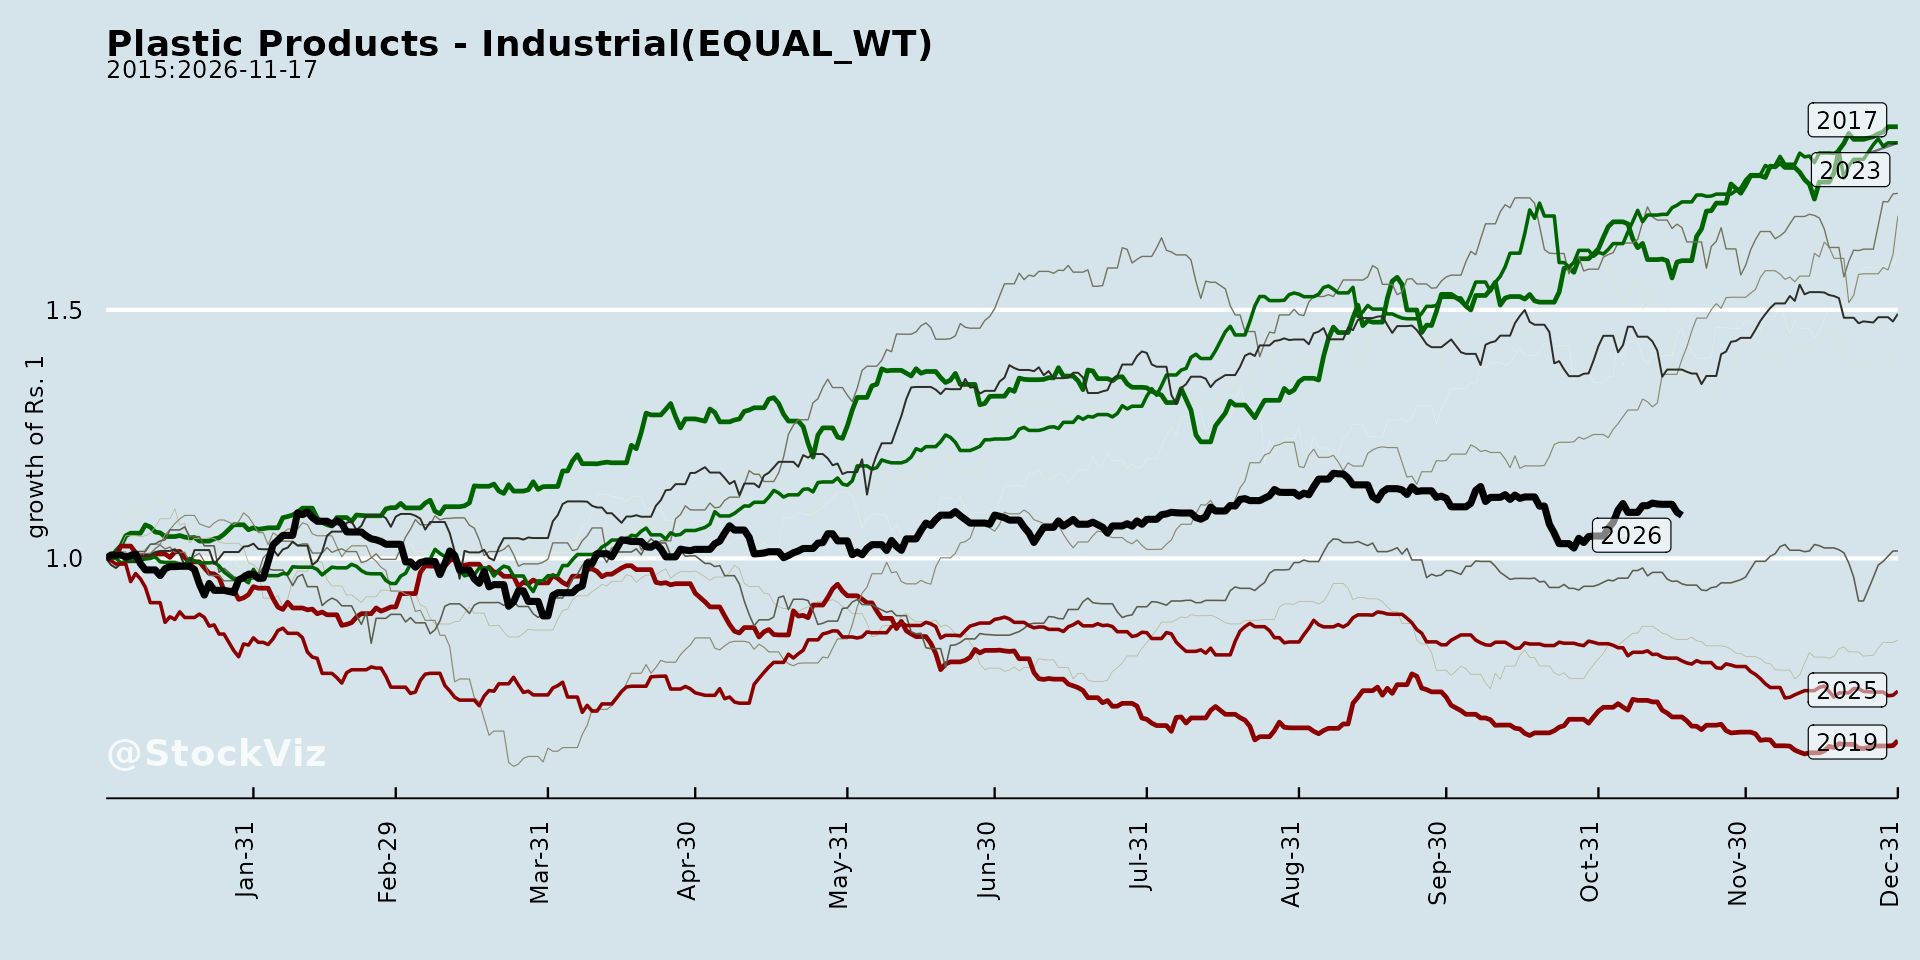 Plastic Products - Industrial(EQUAL_WT)
2015:2026-11-17
growth of Rs. 1
1.5
1.0
2017
2023
2026
2025
2019
@StockViz
Jan-31
Feb-29
Mar-31
Apr-30
May-31
Jun-30
Jul-31
Aug-31
Sep-30
Oct-31
Nov-30
Dec-31